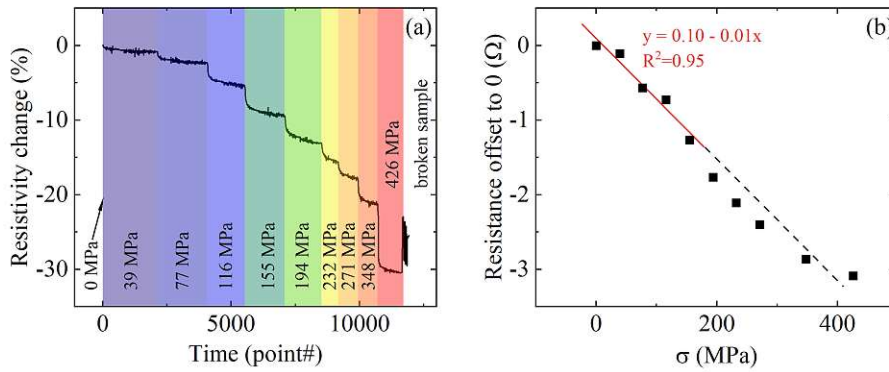 (a)
Resistivity change (%)
0
-10
-20
-30
0 MPa
39 MPa
77 MPa
116 MPa
155 MPa
194 MPa
232 MPa
271 MPa
348 MPa
426 MPa
broken sample
0
5000
10000
Time (point#)
(b)
Resistance offset to 0 (Ω)
0
-1
-2
-3
y = 0.10 - 0.01x
R²=0.95
0
200
400
σ (MPa)